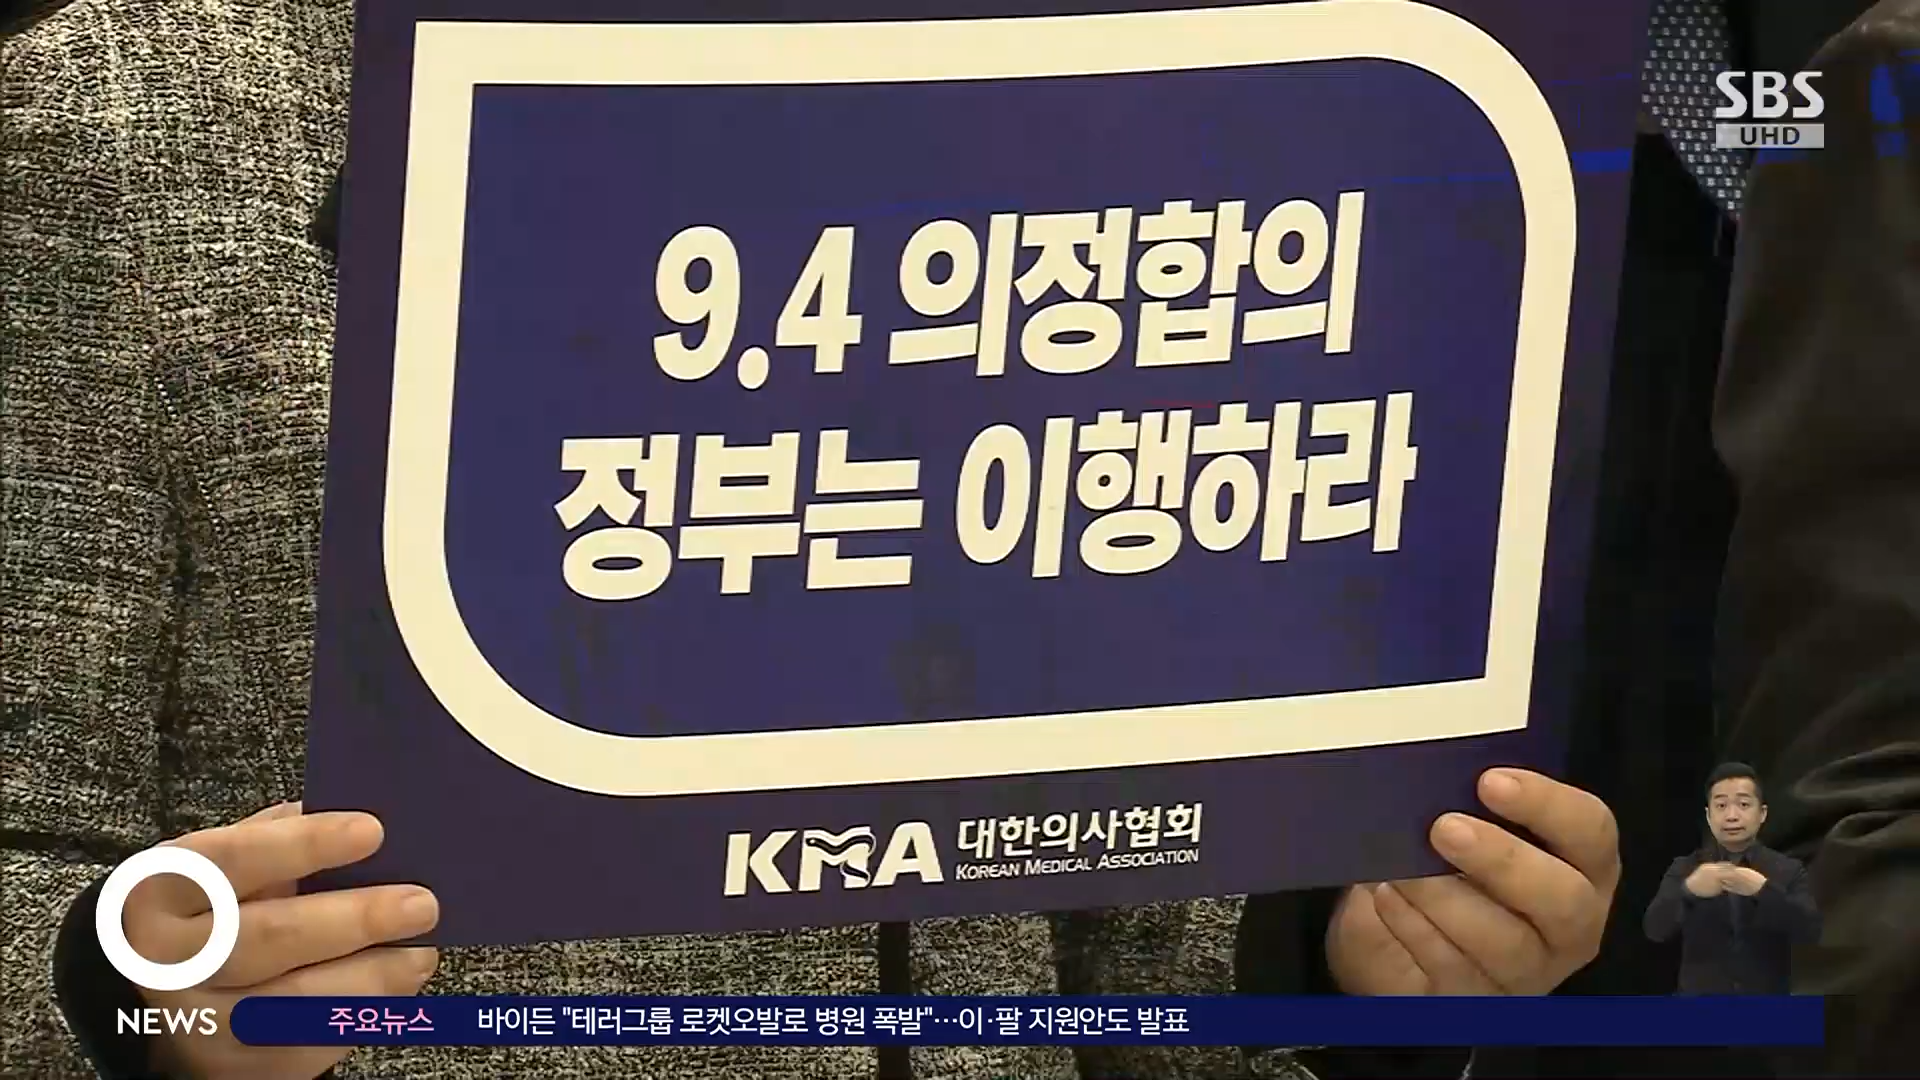 SBS
UHD
9.4 의정합의
정부는 이행하라
KMA 대한의사협회
KOREAN MEDICAL ASSOCIATION
NEWS 주요뉴스 바이든 "테러그룹 로켓오발로 병원 폭발"…이·팔 지원안도 발표